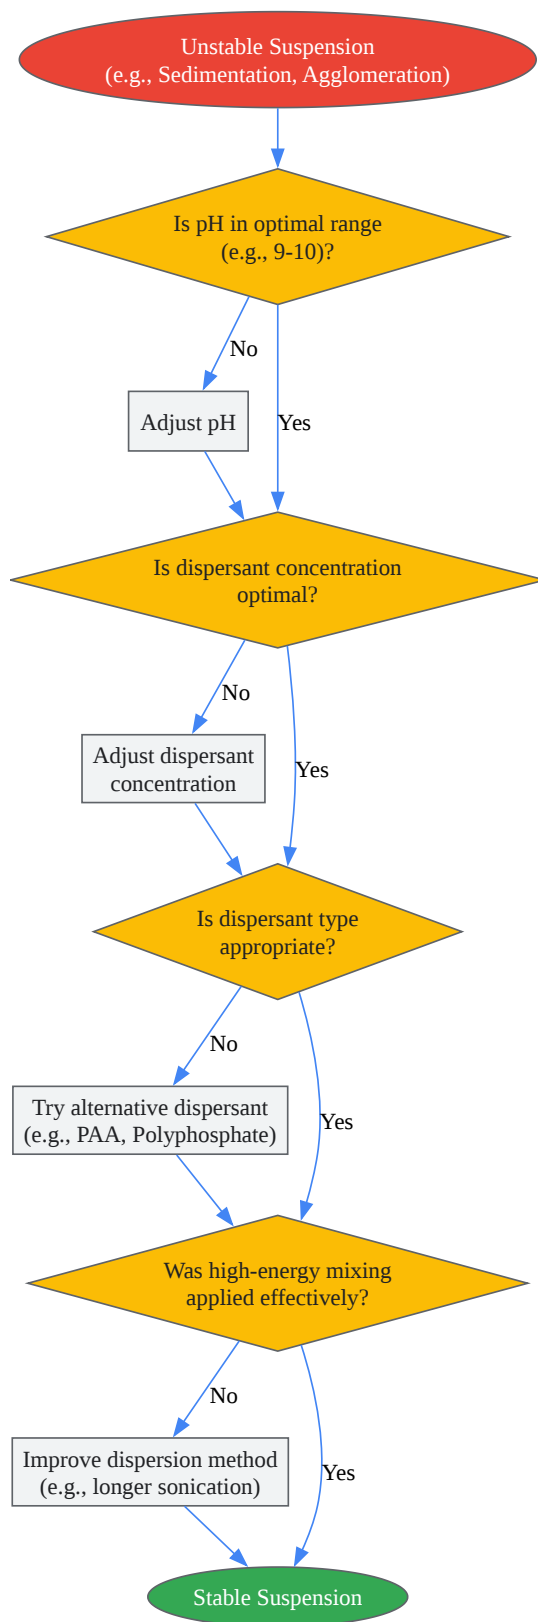 Unstable Suspension
(e.g., Sedimentation, Agglomeration)
Is pH in optimal range
(e.g., 9-10)?
No
Adjust pH
Yes
Is dispersant concentration
optimal?
No
Adjust dispersant
concentration
Yes
Is dispersant type
appropriate?
No
Try alternative dispersant
(e.g., PAA, Polyphosphate)
Yes
Was high-energy mixing
applied effectively?
No
Improve dispersion method
(e.g., longer sonication)
Yes
Stable Suspension